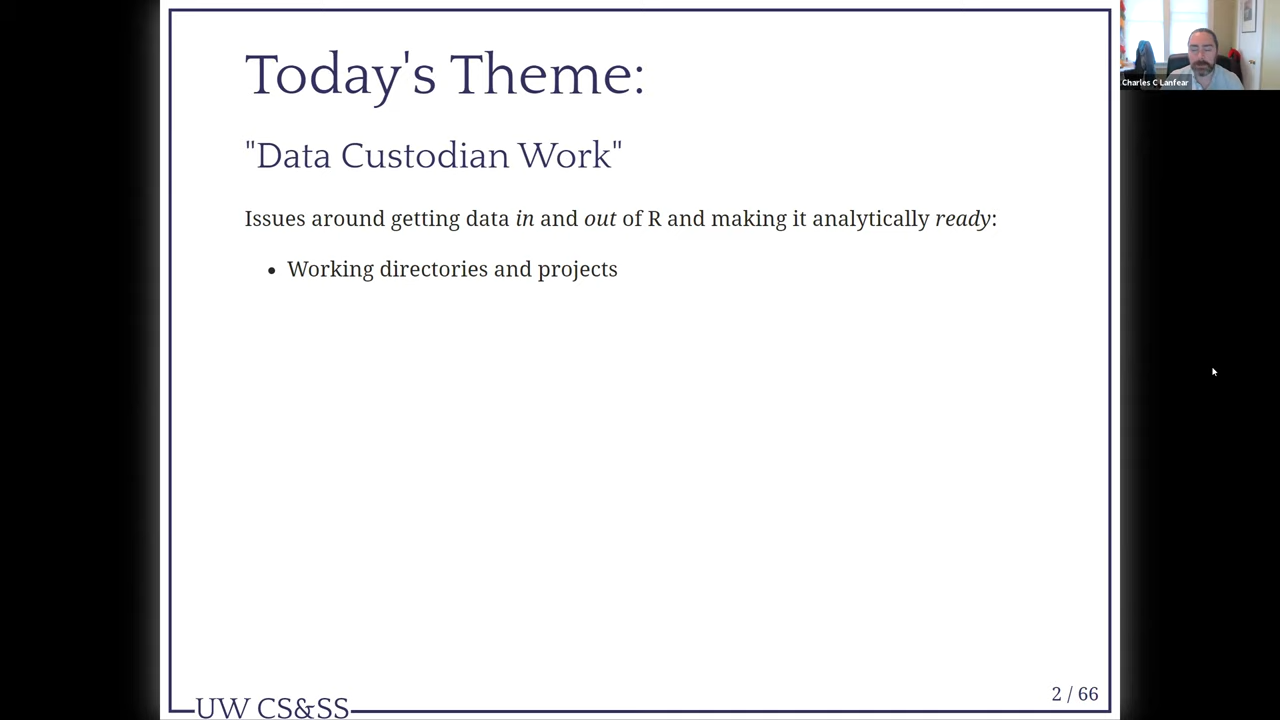 Today's Theme:
"Data Custodian Work"
Issues around getting data in and out of R and making it analytically ready:
• Working directories and projects
UW CS&SS
2 / 66
Charles C Lanfear